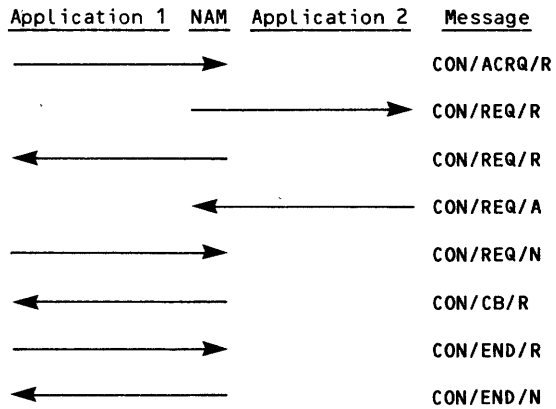 Application 1 NAM Application 2 Message
CON/ACRQ/R
CON/REQ/R
CON/REQ/R
CON/REQ/A
CON/REQ/N
CON/CB/R
CON/END/R
CON/END/N